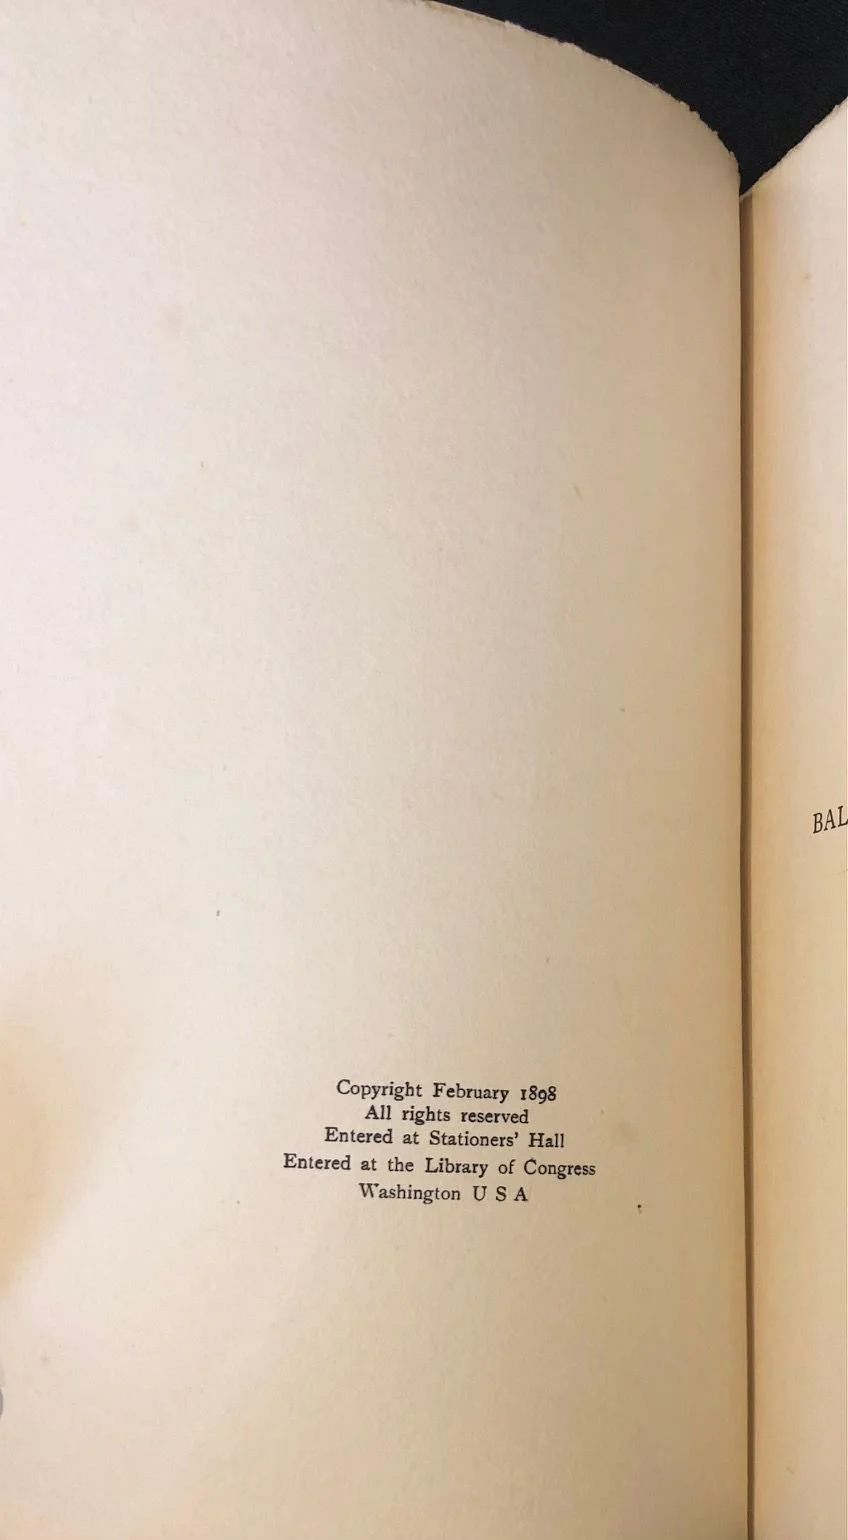 Copyright February 1898
All rights reserved
Entered at Stationers' Hall
Entered at the Library of Congress
Washington U S A
BAL